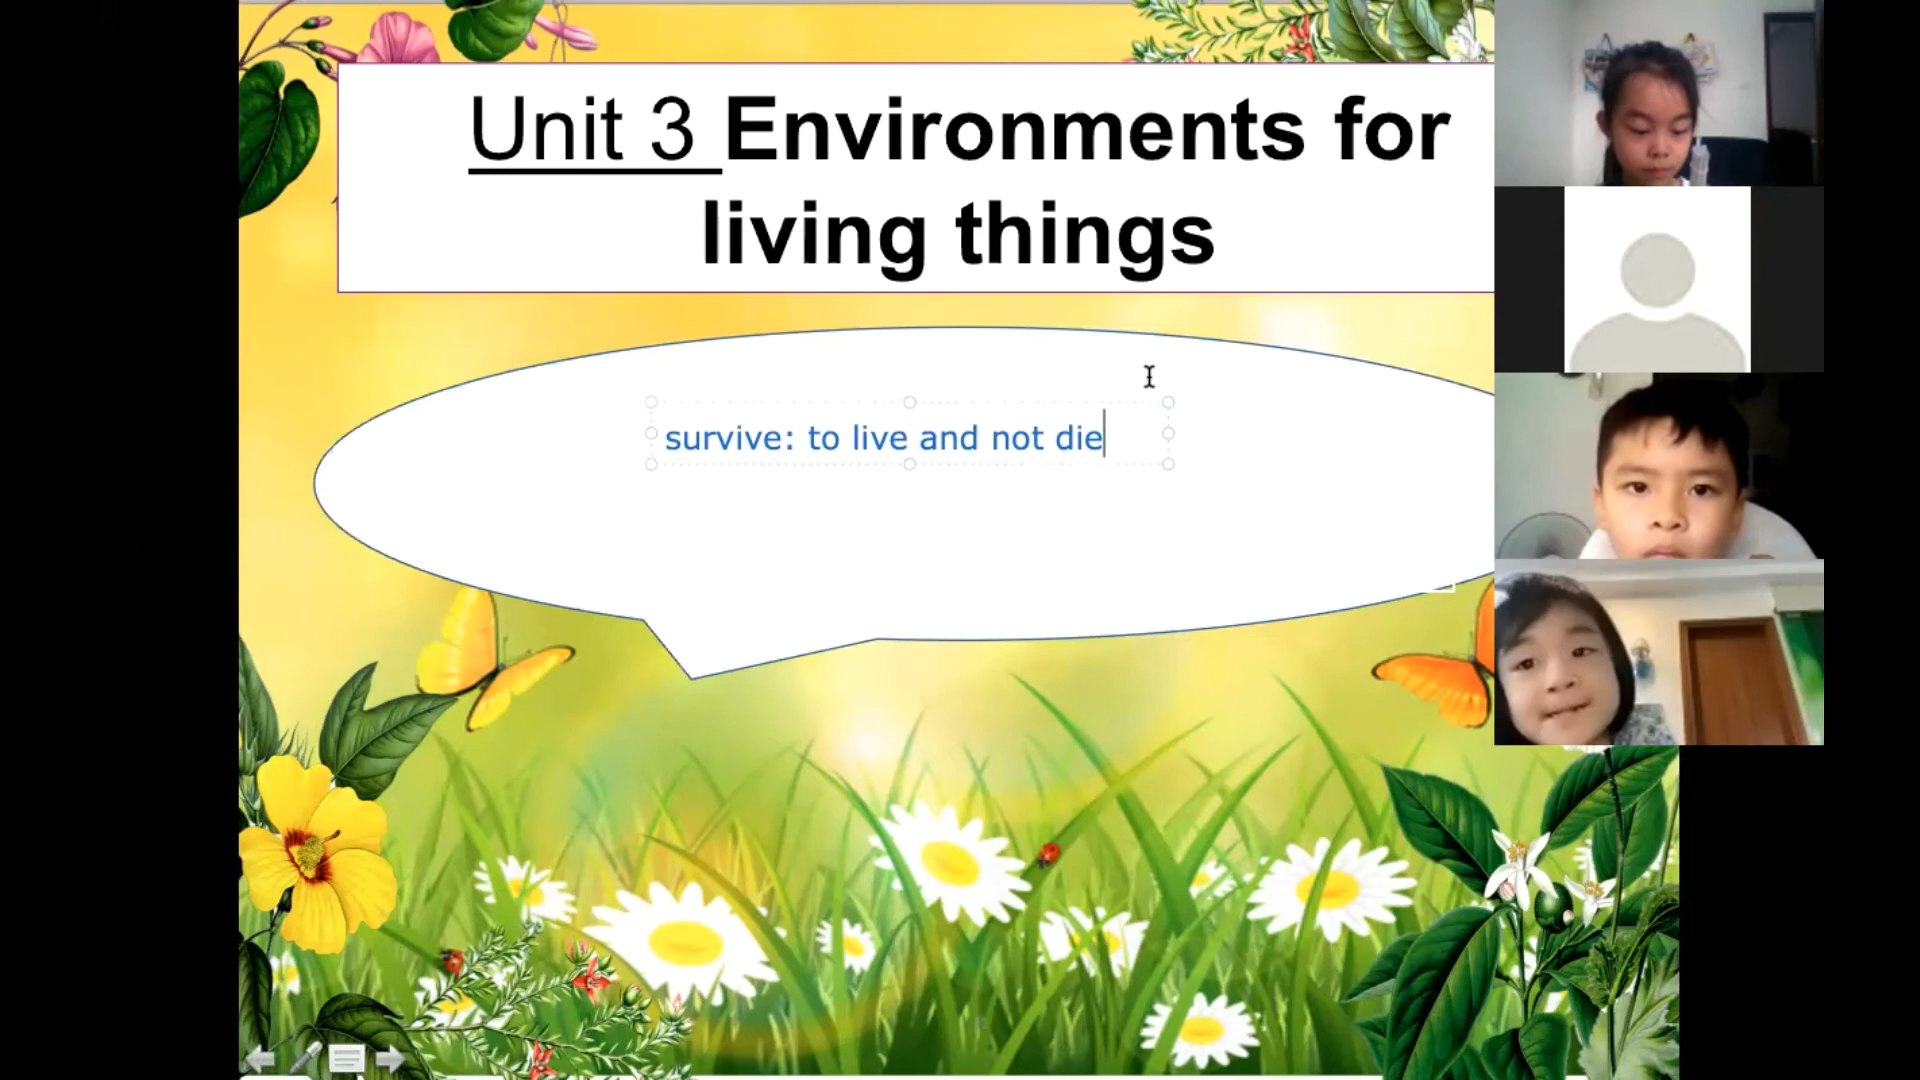 Unit 3 Environments for
living things
survive: to live and not die